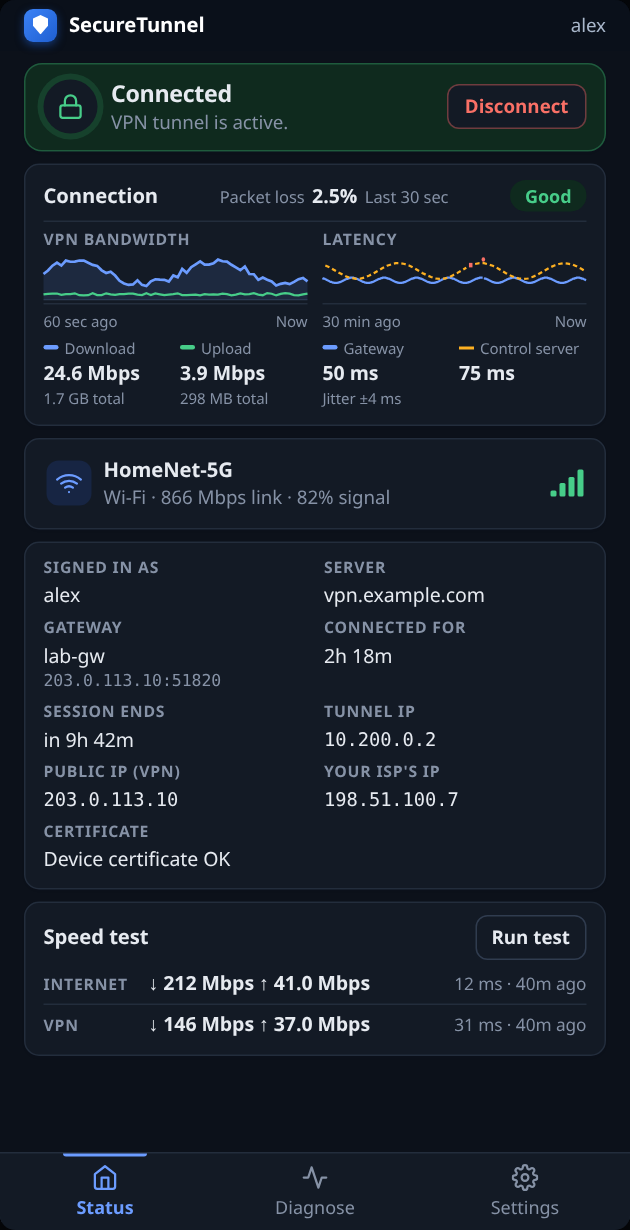 SecureTunnel
alex
Connected
VPN tunnel is active.
Disconnect
Connection
Packet loss 2.5% Last 30 sec
Good
VPN BANDWIDTH
60 sec ago
Now
Download
24.6 Mbps
1.7 GB total
Upload
3.9 Mbps
298 MB total
LATENCY
30 min ago
Now
Gateway
50 ms
Jitter ±4 ms
Control server
75 ms
HomeNet-5G
Wi-Fi · 866 Mbps link · 82% signal
SIGNED IN AS
alex
SERVER
vpn.example.com
GATEWAY
lab-gw
203.0.113.10:51820
CONNECTED FOR
2h 18m
SESSION ENDS
in 9h 42m
TUNNEL IP
10.200.0.2
PUBLIC IP (VPN)
203.0.113.10
YOUR ISP'S IP
198.51.100.7
CERTIFICATE
Device certificate OK
Speed test
Run test
INTERNET ↓ 212 Mbps ↑ 41.0 Mbps 12 ms · 40m ago
VPN ↓ 146 Mbps ↑ 37.0 Mbps 31 ms · 40m ago
Status
Diagnose
Settings